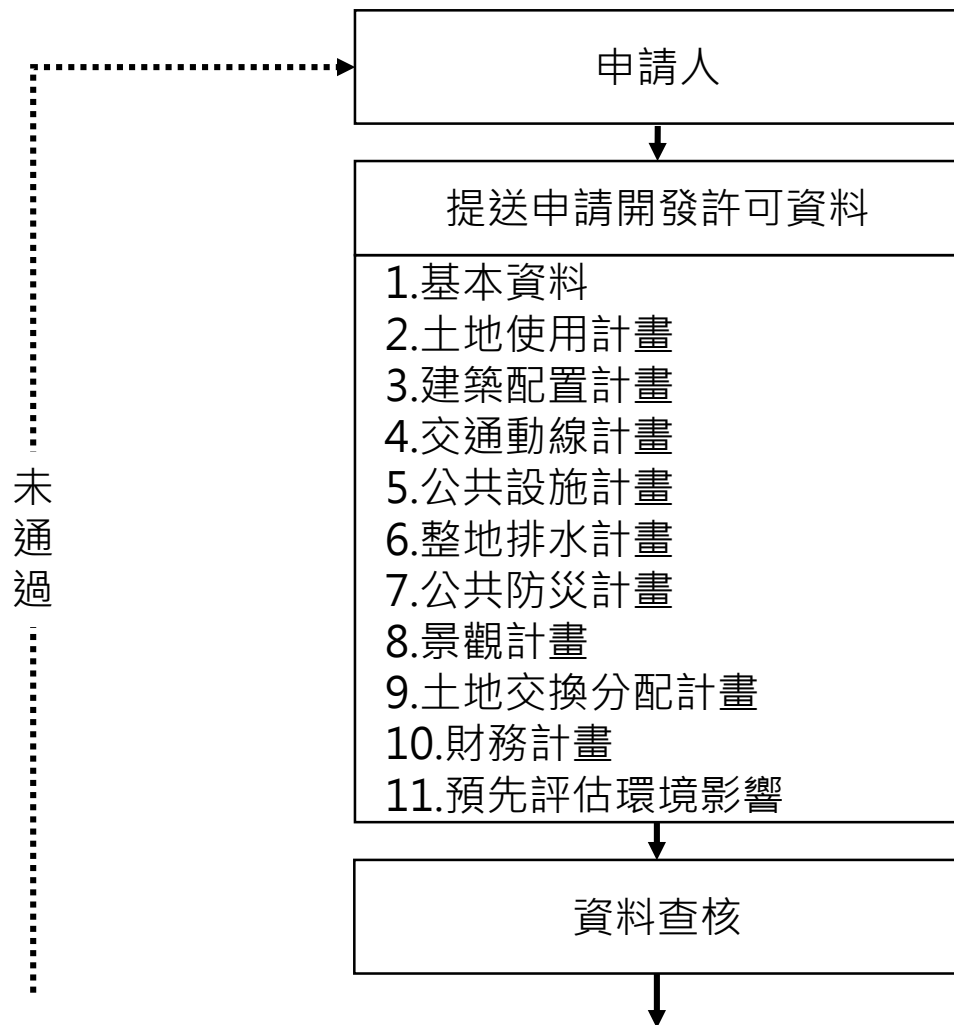 申請人
提送申請開發許可資料
1.基本資料
2.土地使用計畫
3.建築配置計畫
4.交通動線計畫
5.公共設施計畫
6.整地排水計畫
7.公共防災計畫
8.景觀計畫
9.土地交換分配計畫
10.財務計畫
11.預先評估環境影響
資料查核
未通過